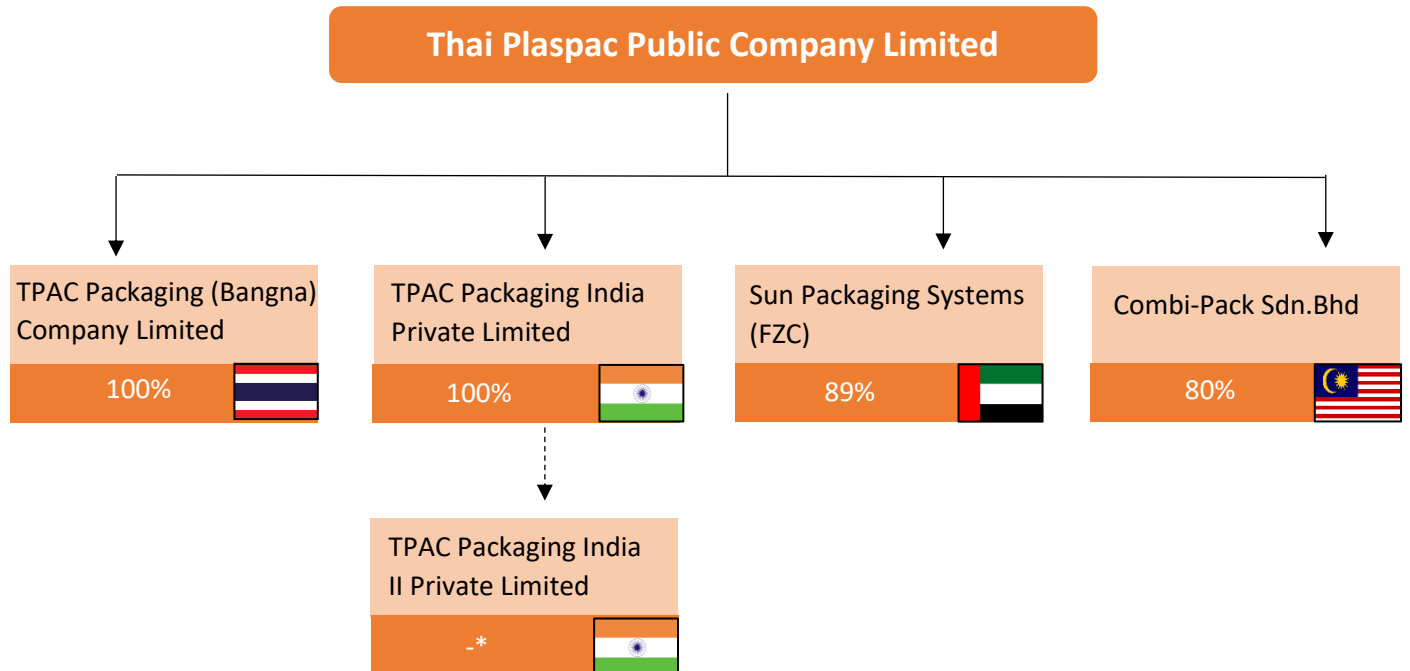 Thai Plaspac Public Company Limited
TPAC Packaging (Bangna)
Company Limited
100%
TPAC Packaging India
Private Limited
100%
Sun Packaging Systems
(FZC)
89%
Combi-Pack Sdn.Bhd
80%
TPAC Packaging India
II Private Limited
-*